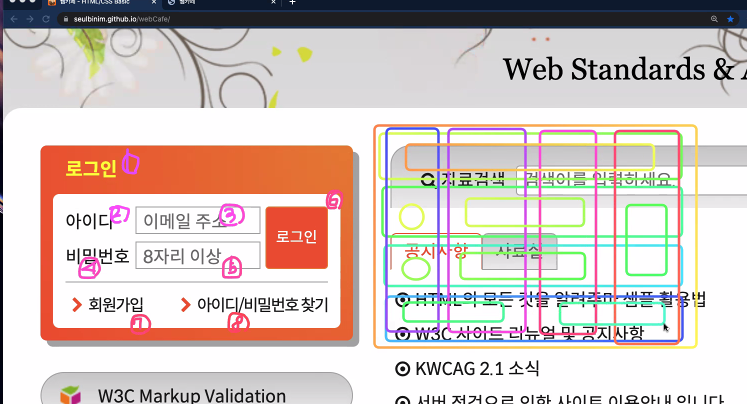 웹카페 - HTML/CSS Basic
웹카페
seulbinim.github.io/webCafe/
Web Standards &
로그인
1
아이디
2
이메일 주소
3
6
로그인
비밀번호
4
8자리 이상
5
회원가입
7
아이디/비밀번호 찾기
8
W3C Markup Validation
자료검색
검색어를 입력하세요.
공지사항
자료실
HTML의 모든 것을 알려주마 샘플 활용법
W3C 사이트 리뉴얼 및 공지사항
KWCAG 2.1 소식
서버 점검으로 인한 사이트 이용안내 입니다